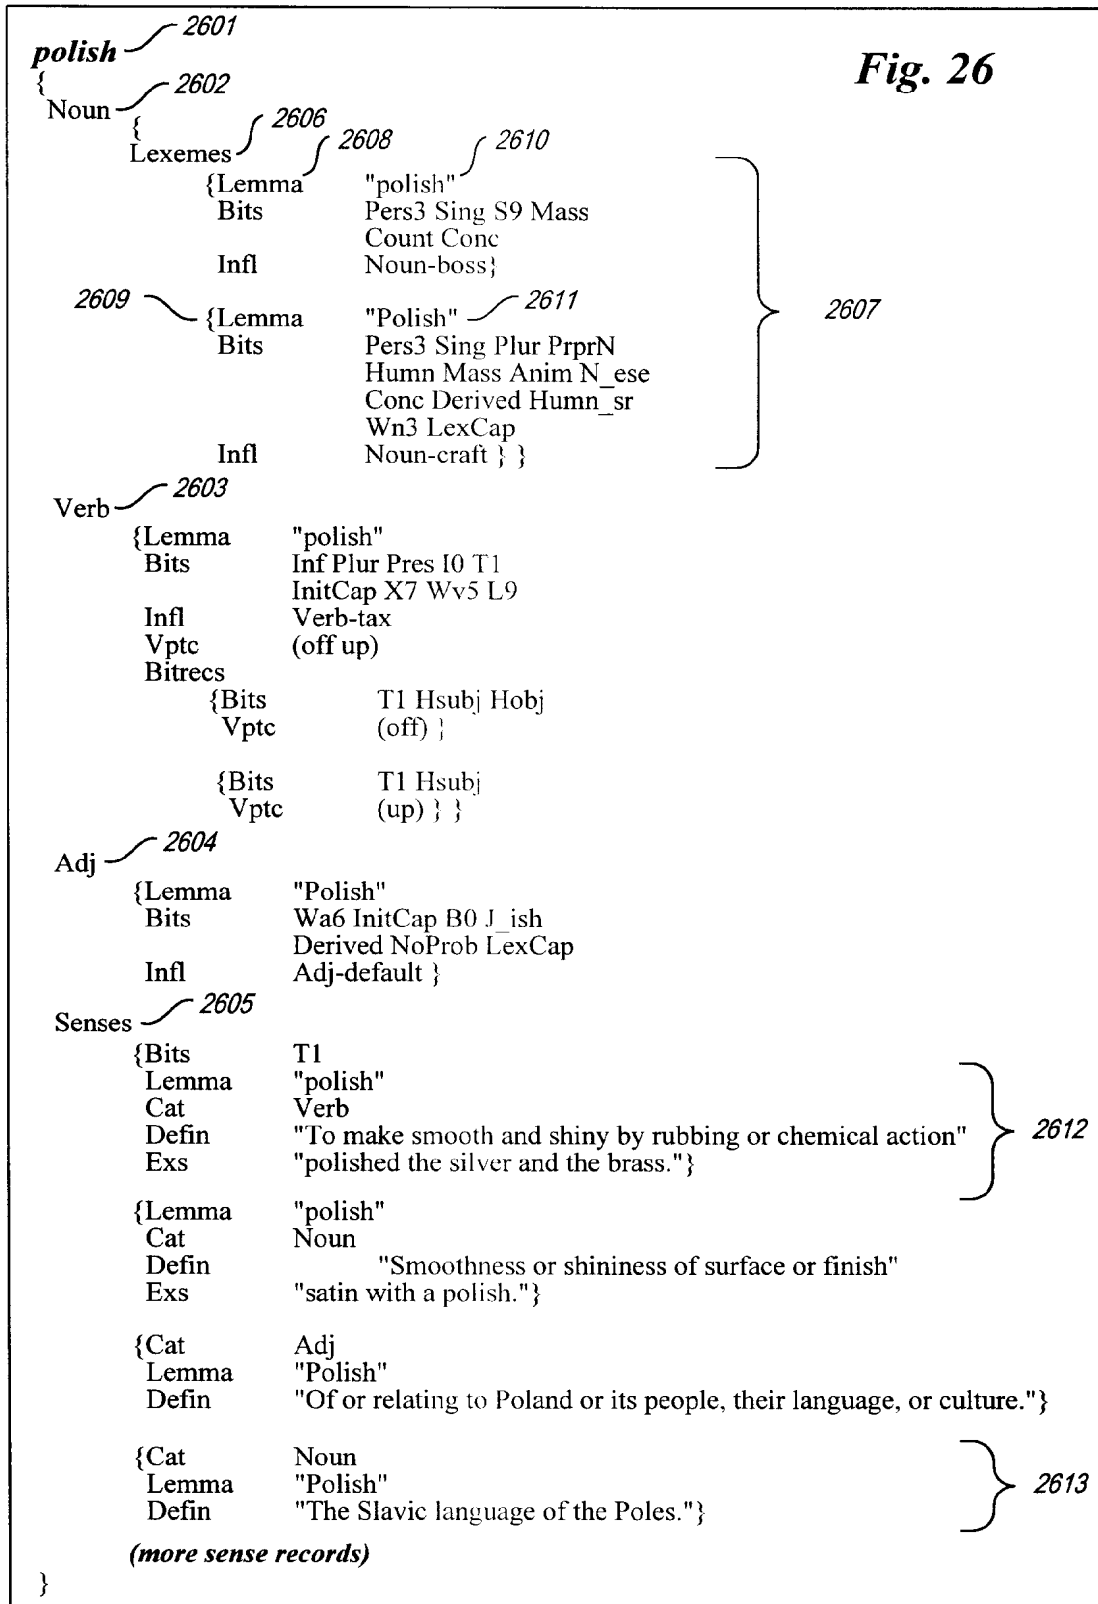 2601
polish
Fig. 26
{
Noun 2602
{ 2606
Lexemes 2608 2610
{Lemma "polish"
Bits Pers3 Sing S9 Mass
Count Conc
Infl Noun-boss}
2609 2611 2607
{Lemma "Polish"
Bits Pers3 Sing Plur PrprN
Humn Mass Anim N_ese
Conc Derived Humn_sr
Wn3 LexCap
Infl Noun-craft } }
2603
Verb
{Lemma "polish"
Bits Inf Plur Pres I0 T1
InitCap X7 Wv5 L9
Infl Verb-tax
Vptc (off up)
Bitrecs
{Bits T1 Hsubj Hobj
Vptc (off) }
{Bits T1 Hsubj
Vptc (up) } }
2604
Adj
{Lemma "Polish"
Bits Wa6 InitCap B0 J_ish
Derived NoProb LexCap
Infl Adj-default }
2605
Senses
{Bits T1
Lemma "polish"
Cat Verb
Defin "To make smooth and shiny by rubbing or chemical action" 2612
Exs "polished the silver and the brass."}
{Lemma "polish"
Cat Noun
Defin "Smoothness or shininess of surface or finish"
Exs "satin with a polish."}
{Cat Adj
Lemma "Polish"
Defin "Of or relating to Poland or its people, their language, or culture."}
{Cat Noun
Lemma "Polish" 2613
Defin "The Slavic language of the Poles."}
(more sense records)
}